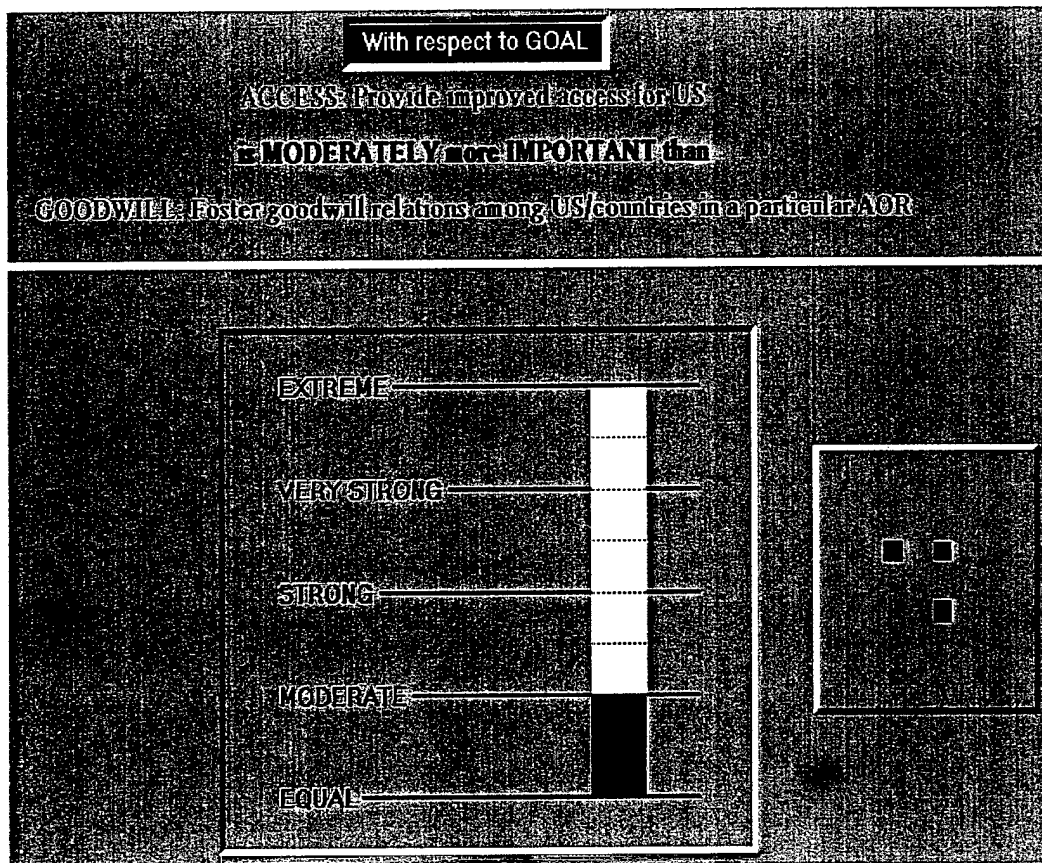 With respect to GOAL
ACCESS: Provide improved access for US
is MODERATELY more IMPORTANT than
GOODWILL: Foster goodwill relations among US/countries in a particular AOR
EXTREME
VERY STRONG
STRONG
MODERATE
EQUAL